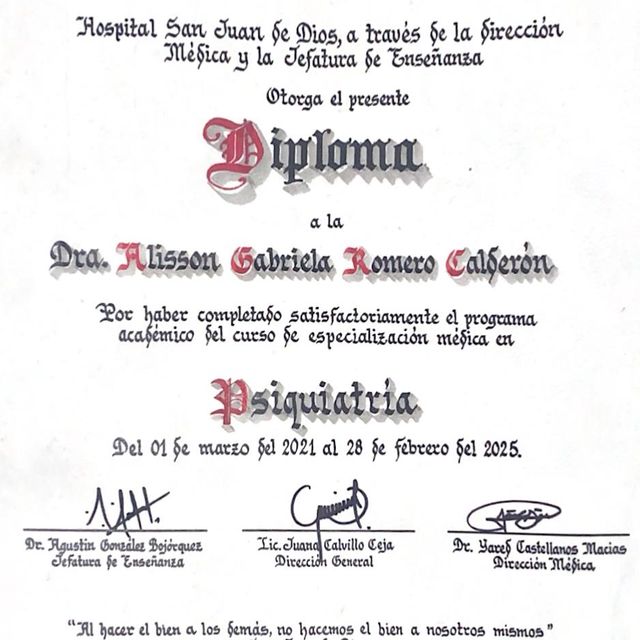 Hospital San Juan de Dios, a través de la dirección
Médica y la Jefatura de Enseñanza
Otorga el presente
Diploma
a la
Dra. Alisson Gabriela Romero Calderón
Por haber completado satisfactoriamente el programa
académico del curso de especialización médica en
Psiquiatría
Del 01 de marzo del 2021 al 28 de febrero del 2025.
Dr. Agustin González Bojórquez
Jefatura de Enseñanza
Lic. Juana Calvillo Ceja
Dirección General
Dr. Yared Castellanos Macias
Dirección Médica
"Al hacer el bien a los demás, no hacemos el bien a nosotros mismos"